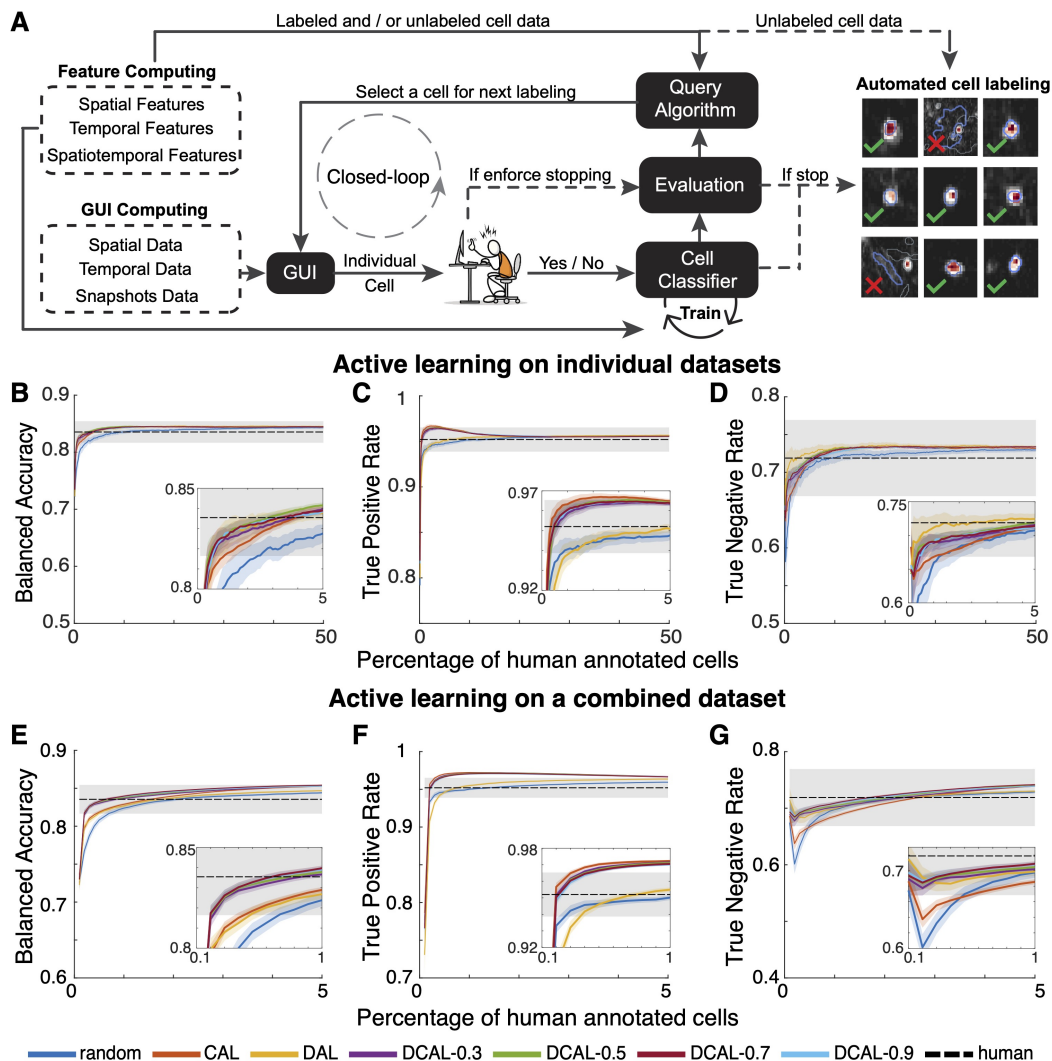 A
Labeled and / or unlabeled cell data
Unlabeled cell data
Feature Computing
Spatial Features
Temporal Features
Spatiotemporal Features
Select a cell for next labeling
Query
Algorithm
Automated cell labeling
Closed-loop
If enforce stopping
Evaluation
If stop
GUI Computing
Spatial Data
Temporal Data
Snapshots Data
GUI
Individual
Cell
Yes / No
Cell
Classifier
Train
Active learning on individual datasets
B
Balanced Accuracy
0.9
0.8
0.7
0.6
0.5
0
50
0.85
0.8
0
5
C
True Positive Rate
1
0.9
0.8
0
50
0.97
0.92
0
5
D
True Negative Rate
0.8
0.7
0.6
0.5
0
50
0.75
0.6
0
5
Percentage of human annotated cells
Active learning on a combined dataset
E
Balanced Accuracy
0.9
0.8
0.7
0.6
0
5
0.85
0.8
0.1
1
F
True Positive Rate
1
0.9
0.8
0.7
0
5
0.98
0.92
0.1
1
G
True Negative Rate
0.8
0.6
0.4
0
5
0.7
0.6
0.1
1
Percentage of human annotated cells
random
CAL
DAL
DCAL-0.3
DCAL-0.5
DCAL-0.7
DCAL-0.9
human